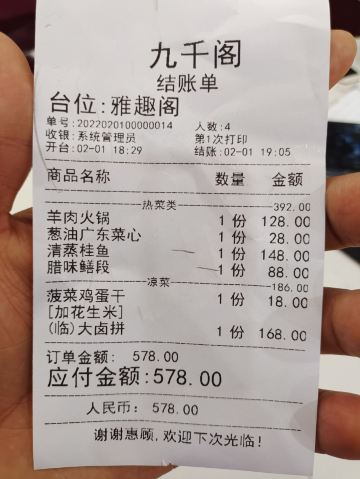 九千阁
结账单
台位:雅趣阁
单号:2022020100000014 人数:4
收银:系统管理员 第1次打印
开台:02-01 18:29 结账:02-01 19:05
商品名称 数量 金额
热菜类 392.00
羊肉火锅 1 份 128.00
葱油广东菜心 1 份 28.00
清蒸桂鱼 1 份 148.00
腊味鳝段 1 份 88.00
凉菜 186.00
菠菜鸡蛋干 1 份 18.00
[加花生米]
(临)大卤拼 1 份 168.00
订单金额: 578.00
应付金额:578.00
人民币: 578.00
谢谢惠顾,欢迎下次光临!